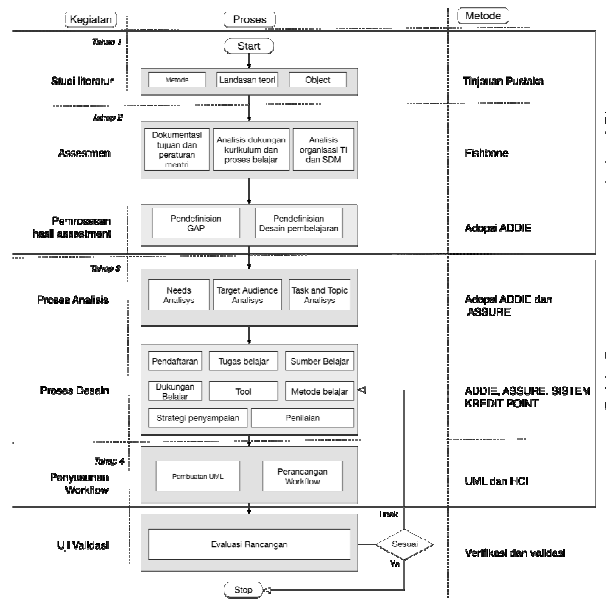 Kegiatan
Proses
Metode
Tahap 1
Start
Studi literatur
Metode
Landasan teori
Object
Tinjauan Pustaka
Tahap 2
Assesmen
Dokumentasi
tujuan dan
peraturan
mentri
Analisis dukungan
kurikulum dan
proses belajar
Analisis
organisasi TI
dan SDM
Fishbone
Pemrosesan
hasil assestment
Pendefinisian
GAP
Pendefinisian
Desain pembelajaran
Adopsi ADDIE
Tahap 3
Proses Analisis
Needs
Analisys
Target Audience
Analisys
Task and Topic
Analisys
Adopsi ADDIE dan
ASSURE
Proses Desain
Pendaftaran
Tugas belajar
Sumber Belajar
Dukungan
Belajar
Tool
Metode belajar
Strategi penyampaian
Penilaian
ADDIE, ASSURE, SISTEM
KREDIT POINT
Tahap 4
Penyusunan
Workflow
Pembuatan UML
Perancangan
Workflow
UML dan HCI
Tidak
Uji Validasi
Evaluasi Rancangan
Sesuai
Verifikasi dan validasi
Ya
Stop